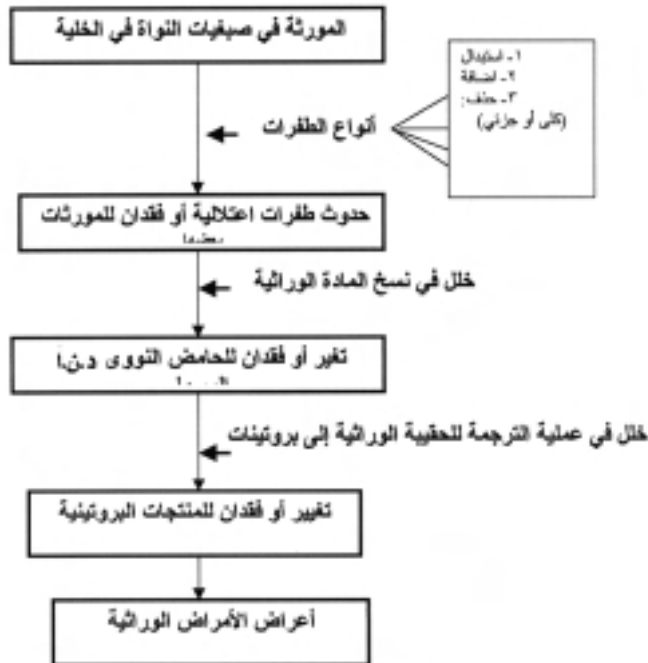 المورثة في صبغيات النواة في الخلية
١- استبدال
٢- اضافة
٣- حذف:
(كلى أو جزئي)
أنواع الطفرات
حدوث طفرات اعتلالية أو فقدان للمورثات
خلل في نسخ المادة الوراثية
تغير أو فقدان للحامض النووى د.ن.أ
خلل في عملية الترجمة للحقيبة الوراثية إلى بروتينات
تغيير أو فقدان للمنتجات البروتينية
أعراض الأمراض الوراثية